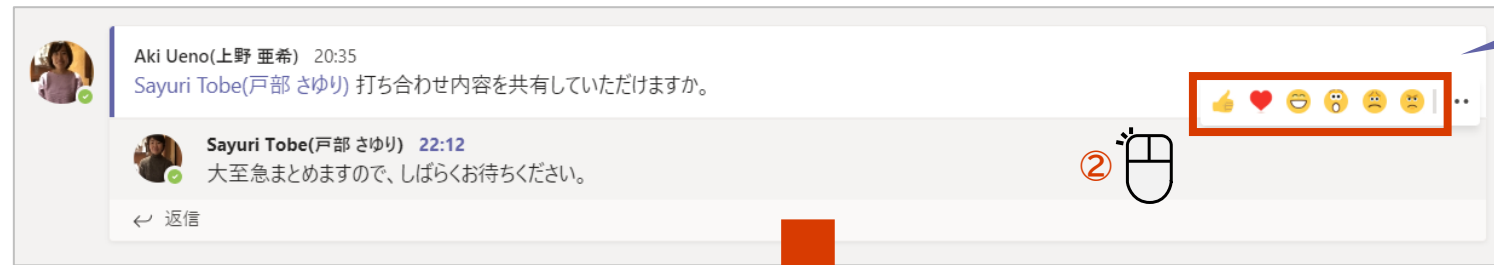 Aki Ueno(上野 亜希) 20:35
Sayuri Tobe(戸部 さゆり) 打ち合わせ内容を共有していただけますか。
Sayuri Tobe(戸部 さゆり) 22:12
大至急まとめますので、しばらくお待ちください。
②
返信